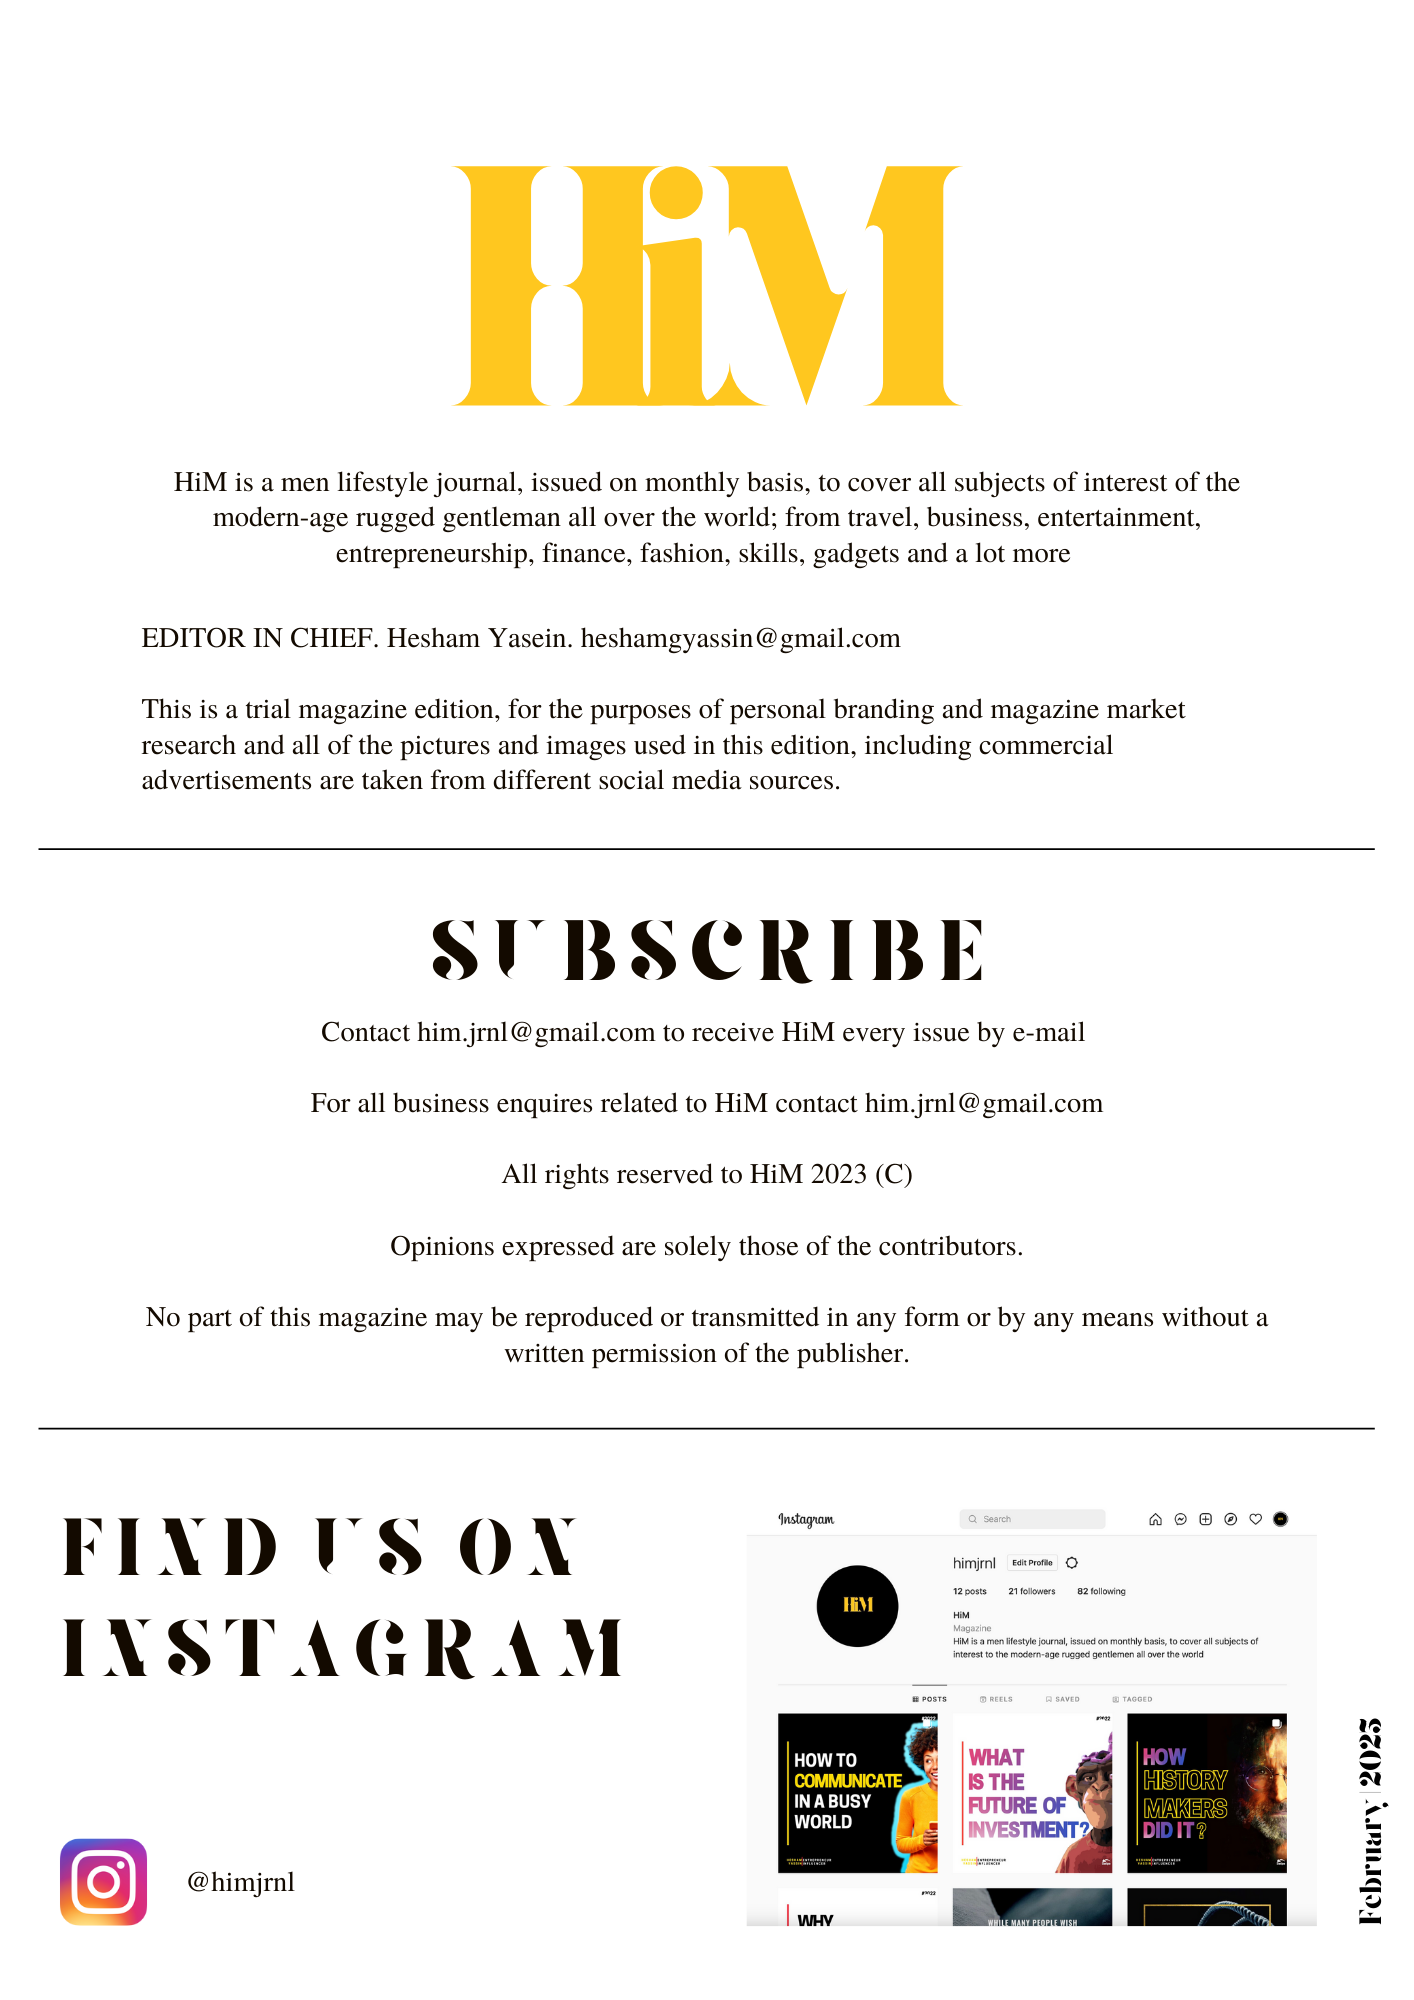 HiM
HiM is a men lifestyle journal, issued on monthly basis, to cover all subjects of interest of the
modern-age rugged gentleman all over the world; from travel, business, entertainment,
entrepreneurship, finance, fashion, skills, gadgets and a lot more
EDITOR IN CHIEF. Hesham Yasein. heshamgyassin@gmail.com
This is a trial magazine edition, for the purposes of personal branding and magazine market
research and all of the pictures and images used in this edition, including commercial
advertisements are taken from different social media sources.
SUBSCRIBE
Contact him.jrnl@gmail.com to receive HiM every issue by e-mail
For all business enquires related to HiM contact him.jrnl@gmail.com
All rights reserved to HiM 2023 (C)
Opinions expressed are solely those of the contributors.
No part of this magazine may be reproduced or transmitted in any form or by any means without a
written permission of the publisher.
FIND US ON
INSTAGRAM
@himjrnl
Instagram
Search
himjrnl Edit Profile
12 posts 21 followers 82 following
HiM
HiM
Magazine
HiM is a men lifestyle journal, issued on monthly basis, to cover all subjects of
interest to the modern-age rugged gentlemen all over the world
POSTS REELS SAVED TAGGED
HOW TO
COMMUNICATE
IN A BUSY
WORLD
WHAT
IS THE
FUTURE OF
INVESTMENT?
HOW
HISTORY
MAKERS
DID IT?
WHY
WHILE MANY PEOPLE WISH
February 2025